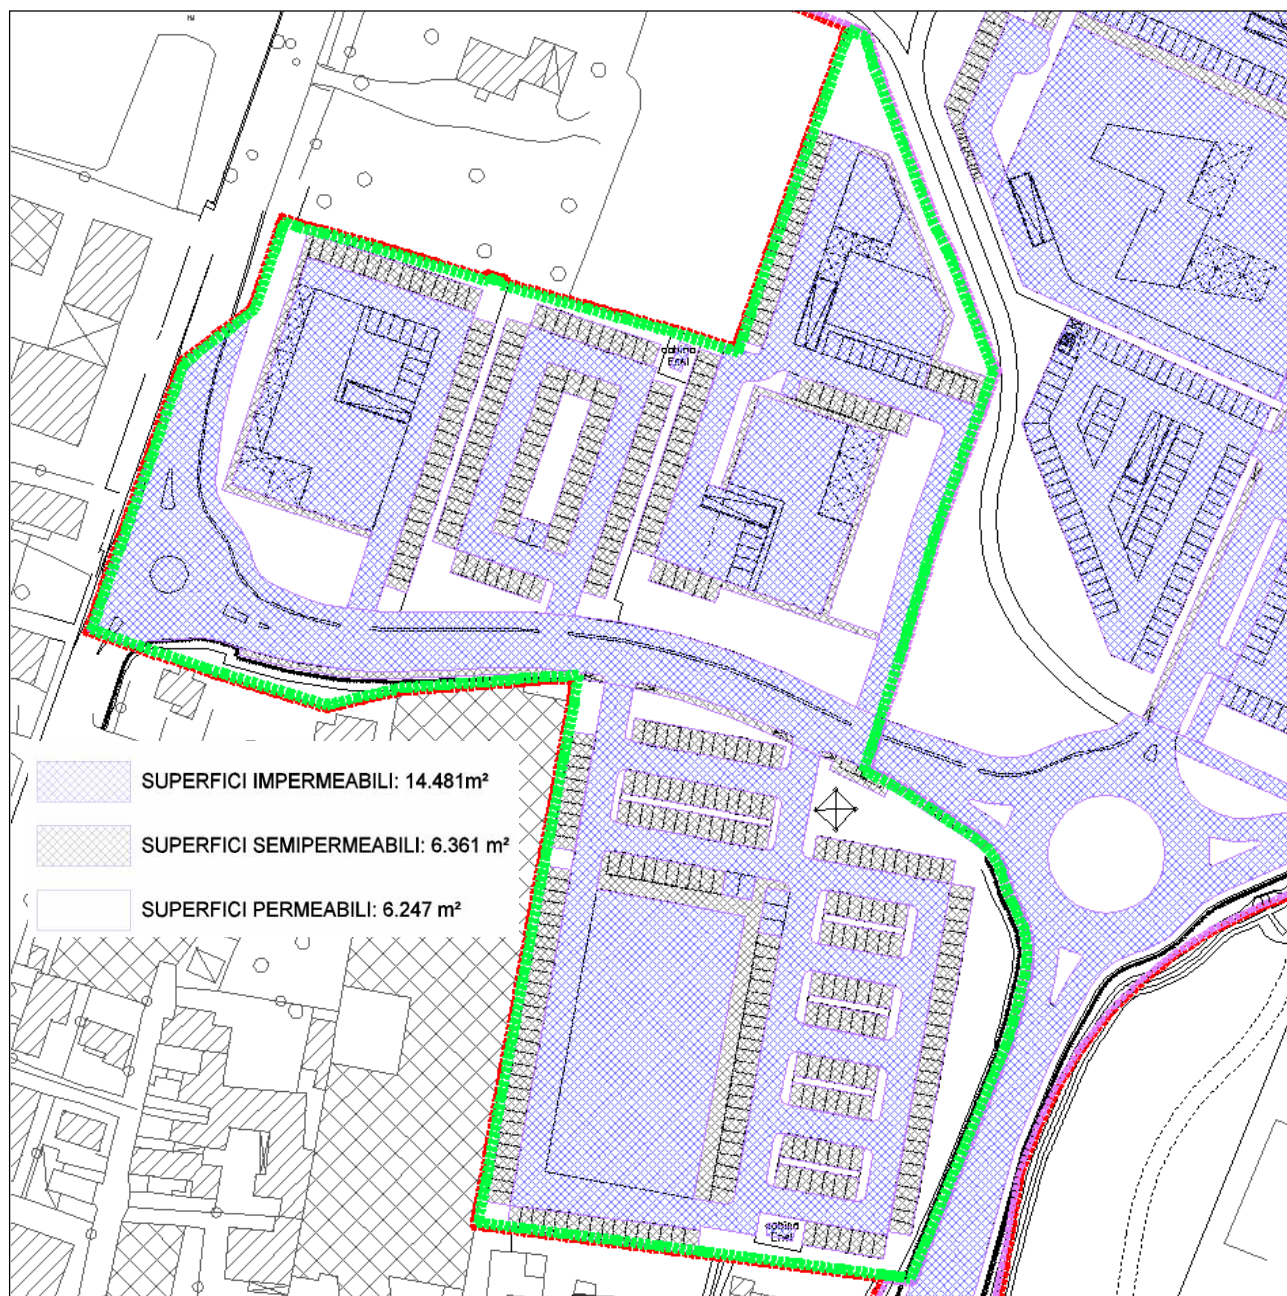 cabina
Enel
SUPERFICI IMPERMEABILI: 14.481m²
SUPERFICI SEMIPERMEABILI: 6.361 m²
SUPERFICI PERMEABILI: 6.247 m²
cabina
Enel